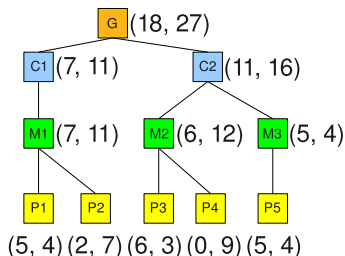 G (18, 27)
C1 (7, 11) C2 (11, 16)
M1 (7, 11) M2 (6, 12) M3 (5, 4)
P1 P2 P3 P4 P5
(5, 4) (2, 7) (6, 3) (0, 9) (5, 4)